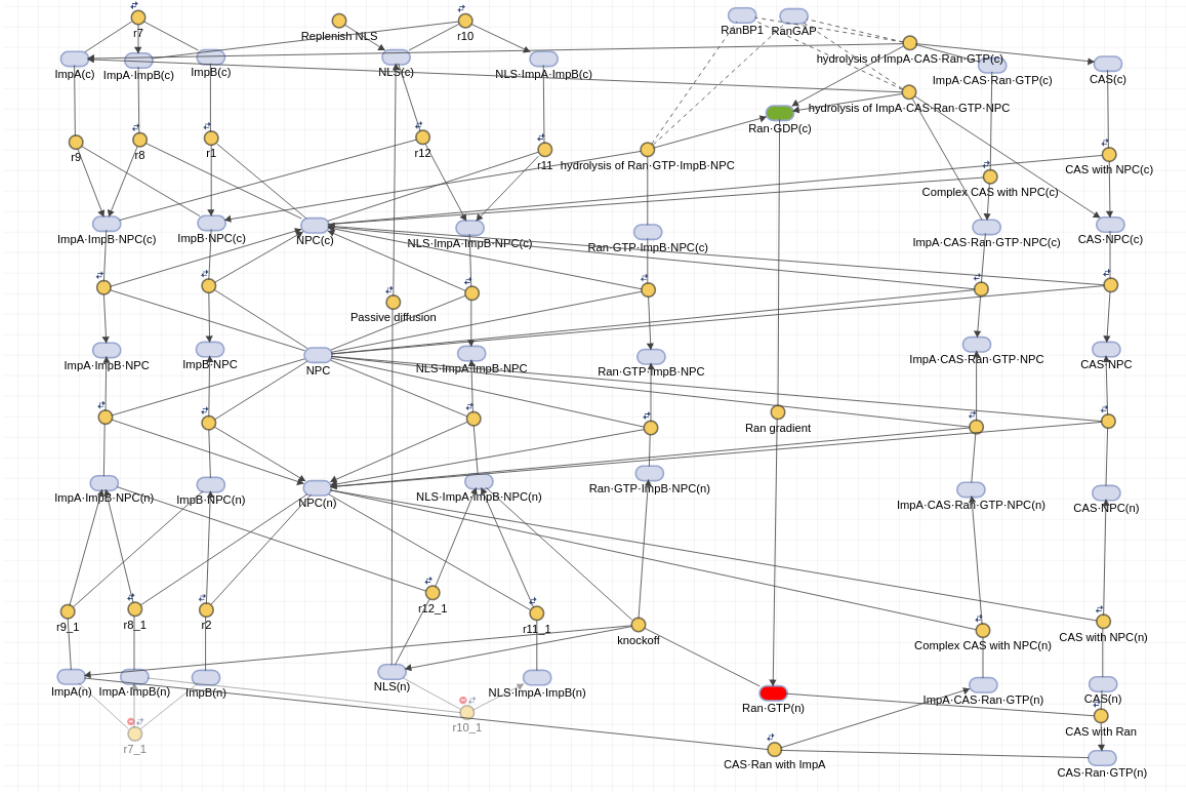 RanBP1
RanGAP
r7
Replenish NLS
r10
ImpA(c)
ImpA·ImpB(c)
ImpB(c)
NLS(c)
NLS·ImpA·ImpB(c)
hydrolysis of ImpA·CAS·Ran·GTP(c)
ImpA·CAS·Ran·GTP(c)
CAS(c)
hydrolysis of ImpA·CAS·Ran·GTP·NPC
Ran·GDP(c)
r9
r8
r1
r12
r11
hydrolysis of Ran·GTP·ImpB·NPC
CAS with NPC(c)
Complex CAS with NPC(c)
ImpA·ImpB·NPC(c)
ImpB·NPC(c)
NPC(c)
NLS·ImpA·ImpB·NPC(c)
Ran·GTP·ImpB·NPC(c)
ImpA·CAS·Ran·GTP·NPC(c)
CAS·NPC(c)
Passive diffusion
ImpA·ImpB·NPC
ImpB·NPC
NPC
NLS·ImpA·ImpB·NPC
Ran·GTP·ImpB·NPC
ImpA·CAS·Ran·GTP·NPC
CAS·NPC
Ran gradient
ImpA·ImpB·NPC(n)
ImpB·NPC(n)
NPC(n)
NLS·ImpA·ImpB·NPC(n)
Ran·GTP·ImpB·NPC(n)
ImpA·CAS·Ran·GTP·NPC(n)
CAS·NPC(n)
r9_1
r8_1
r2
r12_1
r11_1
knockoff
Complex CAS with NPC(n)
CAS with NPC(n)
ImpA(n)
ImpA·ImpB(n)
ImpB(n)
NLS(n)
NLS·ImpA·ImpB(n)
Ran·GTP(n)
ImpA·CAS·Ran·GTP(n)
CAS(n)
r7_1
r10_1
CAS with Ran
CAS·Ran with ImpA
CAS·Ran·GTP(n)